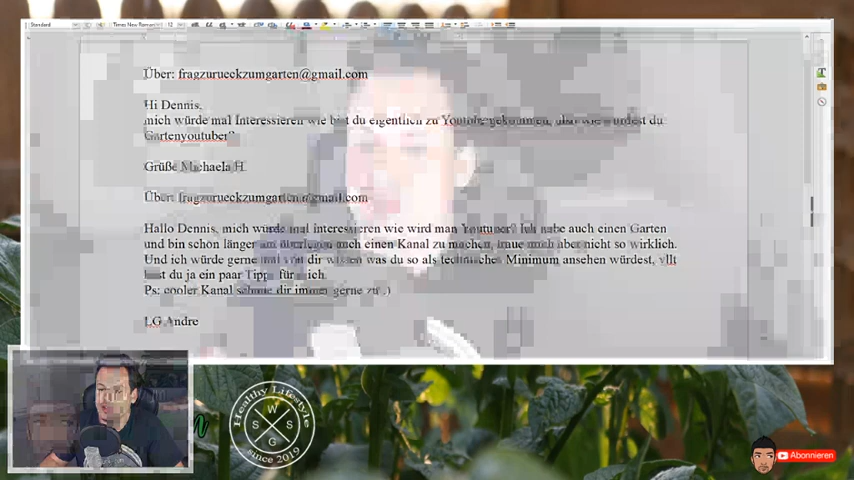 Standard Times New Roman 12
Über: fragzurueckzumgarten@gmail.com
Hi Dennis,
mich würde mal Interessieren wie bist du eigentlich zu Youtube gekommen, also wie wurdest du
Gartenyoutuber?
Grüße Michaela H.
Über: fragzurueckzumgarten@gmail.com
Hallo Dennis, mich würde mal Interessieren wie wird man Youtuber? Ich habe auch einen Garten
und bin schon länger am überlegen auch einen Kanal zu machen, traue mich aber nicht so wirklich.
Und ich würde gerne mal von dir wissen was du so als technisches Minimum ansehen würdest, vllt
hast du ja ein paar Tipps für mich.
Ps: cooler Kanal schaue dir immer gerne zu
LG Andre
Healthy Lifestyle
W
S S
G
since 2019
Abonnieren